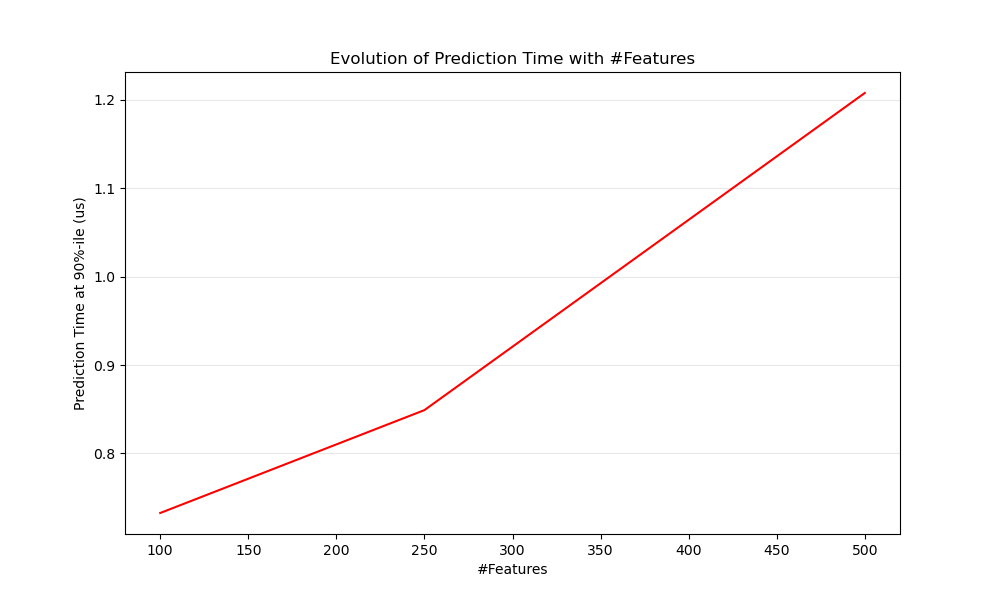 Evolution of Prediction Time with #Features
Prediction Time at 90%-ile (us)
1.2
1.1
1.0
0.9
0.8
100 150 200 250 300 350 400 450 500
#Features